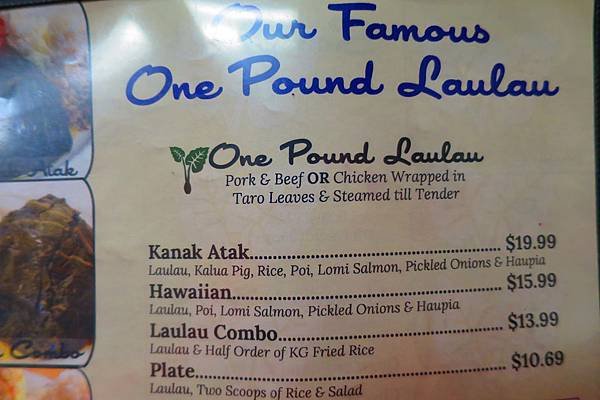 Our Famous
One Pound Laulau
One Pound Laulau
Pork & Beef OR Chicken Wrapped in
Taro Leaves & Steamed till Tender
Kanak Atak................................................ $19.99
Laulau, Kalua Pig, Rice, Poi, Lomi Salmon, Pickled Onions & Haupia
Hawaiian.................................................... $15.99
Laulau, Poi, Lomi Salmon, Pickled Onions & Haupia
Laulau Combo.......................................... $13.99
Laulau & Half Order of KG Fried Rice
Plate............................................................ $10.69
Laulau, Two Scoops of Rice & Salad
Atak
Combo